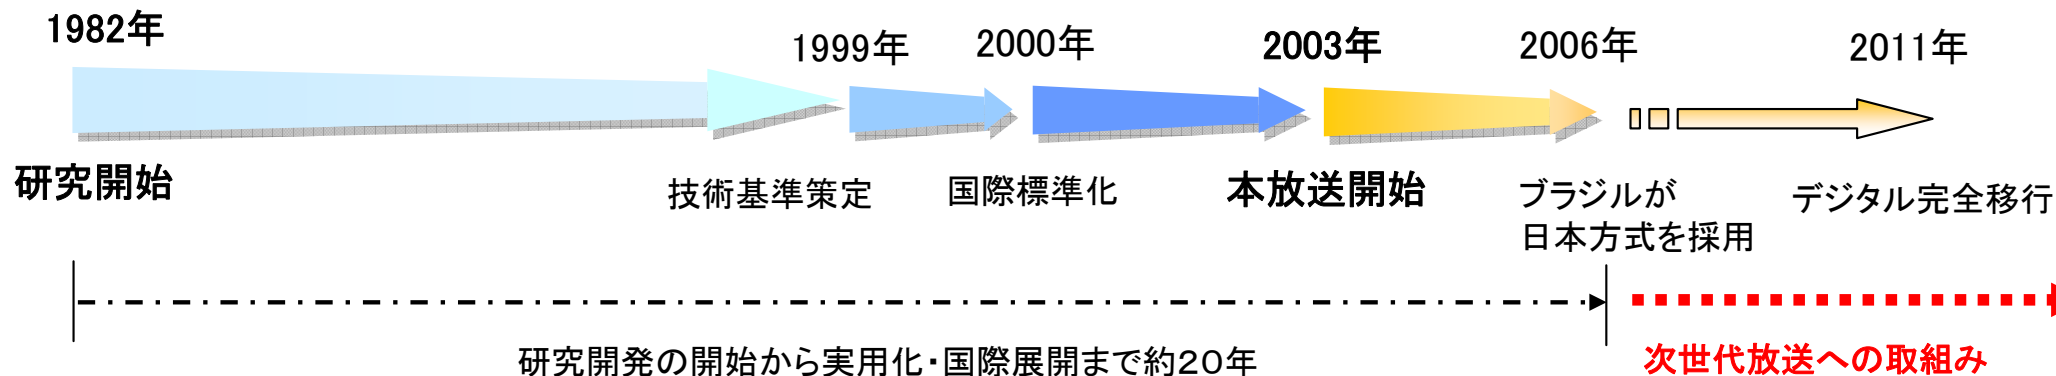 1982年
1999年
2000年
2003年
2006年
2011年
研究開始
技術基準策定
国際標準化
本放送開始
ブラジルが
日本方式を採用
デジタル完全移行
研究開発の開始から実用化・国際展開まで約20年
次世代放送への取組み